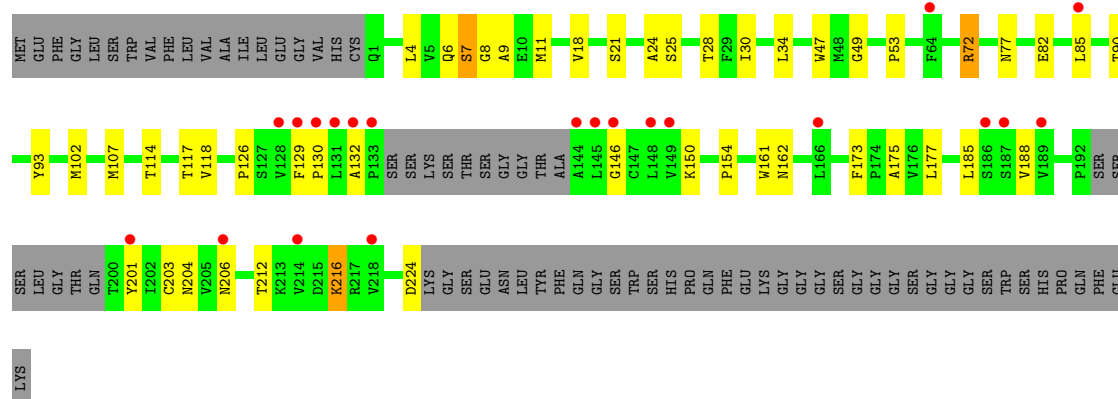 MET GLU PHE GLY LEU SER TRP VAL PHE LEU VAL ALA ILE LEU GLU GLY VAL HIS CYS Q1 L4 V5 Q6 S7 G8 A9 E10 M11 V18 S21 A24 S25 T28 F29 I30 L34 W47 M48 G49 P53 F64 R72 N77 E82 L85 T90
Y93 M102 M107 T114 T117 V118 P126 S127 V128 F129 P130 L131 A132 P133 SER SER LYS SER THR SER GLY GLY THR ALA A144 L145 G146 C147 L148 V149 K150 P154 W161 N162 L166 F173 P174 A175 V176 L177 L185 S186 S187 V188 V189 P192 SER SER
SER LEU GLY THR GLN T200 Y201 I202 C203 N204 V205 N206 T212 K213 V214 D215 K216 R217 V218 D224 LYS GLY SER GLU ASN LEU TYR PHE GLN GLY SER TRP SER HIS PRO GLN PHE GLU LYS GLY GLY GLY SER GLY GLY GLY SER GLY GLY GLY SER TRP SER HIS PRO GLN PHE GLU
LYS